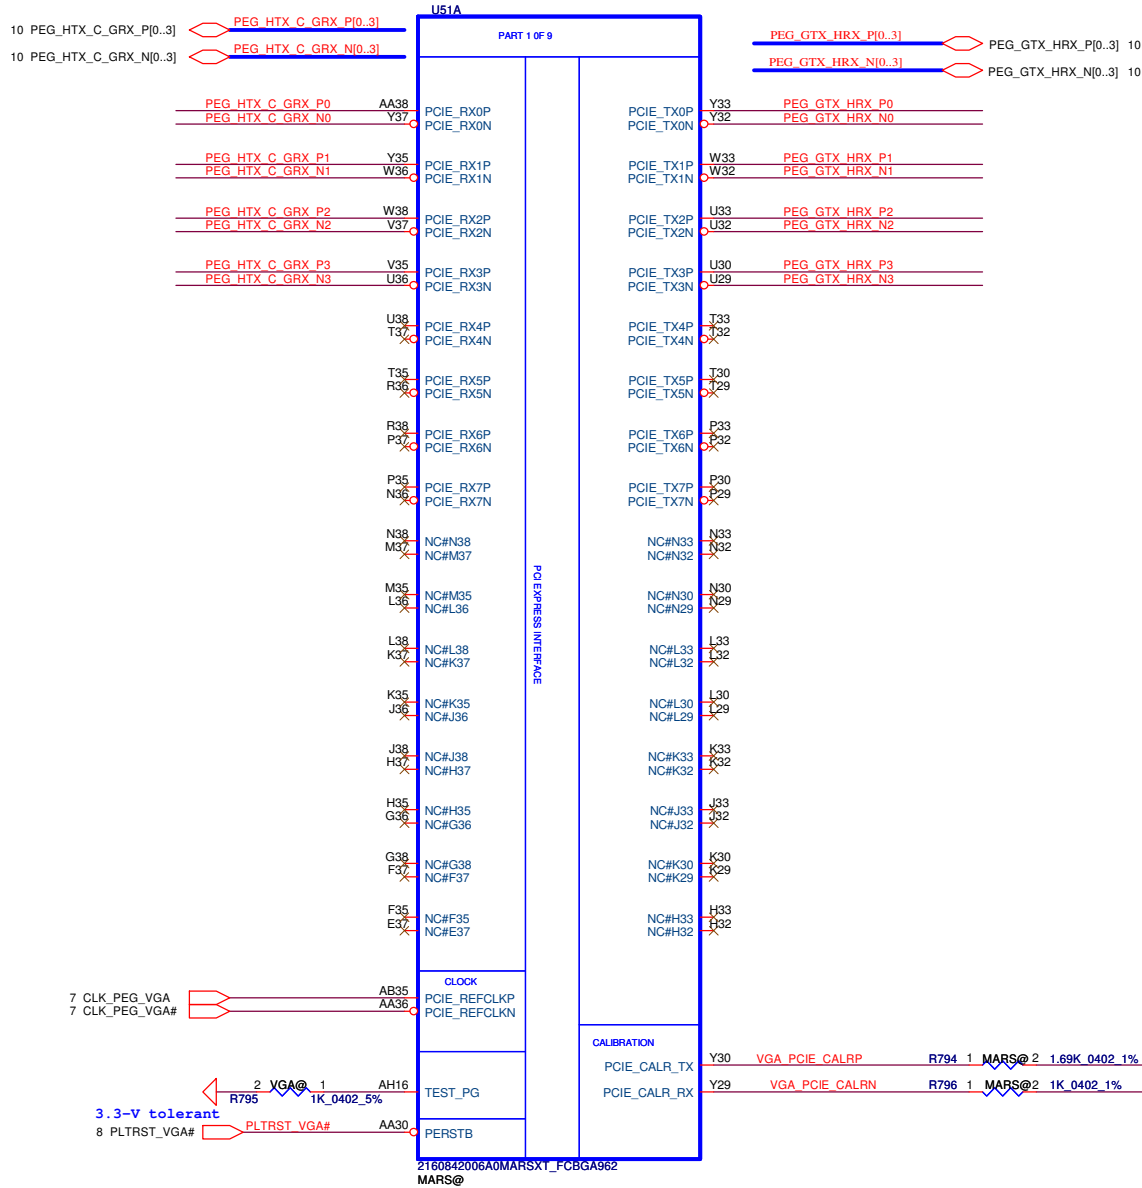 U51A
PART 1 0F 9
10 PEG_HTX_C_GRX_P[0..3] PEG_HTX_C_GRX_P[0..3] PEG_GTX_HRX_P[0..3] PEG_GTX_HRX_P[0..3] 10
10 PEG_HTX_C_GRX_N[0..3] PEG_HTX_C_GRX_N[0..3] PEG_GTX_HRX_N[0..3] PEG_GTX_HRX_N[0..3] 10
PEG_HTX_C_GRX_P0 AA38 PCIE_RX0P PCIE_TX0P Y33 PEG_GTX_HRX_P0
PEG_HTX_C_GRX_N0 Y37 PCIE_RX0N PCIE_TX0N Y32 PEG_GTX_HRX_N0
PEG_HTX_C_GRX_P1 Y35 PCIE_RX1P PCIE_TX1P W33 PEG_GTX_HRX_P1
PEG_HTX_C_GRX_N1 W36 PCIE_RX1N PCIE_TX1N W32 PEG_GTX_HRX_N1
PEG_HTX_C_GRX_P2 W38 PCIE_RX2P PCIE_TX2P U33 PEG_GTX_HRX_P2
PEG_HTX_C_GRX_N2 V37 PCIE_RX2N PCIE_TX2N U32 PEG_GTX_HRX_N2
PEG_HTX_C_GRX_P3 V35 PCIE_RX3P PCIE_TX3P U30 PEG_GTX_HRX_P3
PEG_HTX_C_GRX_N3 U36 PCIE_RX3N PCIE_TX3N U29 PEG_GTX_HRX_N3
U38 PCIE_RX4P PCIE_TX4P T33
T37 PCIE_RX4N PCIE_TX4N T32
T35 PCIE_RX5P PCIE_TX5P T30
R36 PCIE_RX5N PCIE_TX5N T29
R38 PCIE_RX6P PCIE_TX6P P33
P37 PCIE_RX6N PCIE_TX6N P32
P35 PCIE_RX7P PCIE_TX7P P30
N36 PCIE_RX7N PCIE_TX7N P29
N38 NC#N38 NC#N33 N33
M37 NC#M37 NC#N32 N32
PCI EXPRESS INTERFACE
M35 NC#M35 NC#N30 N30
L36 NC#L36 NC#N29 N29
L38 NC#L38 NC#L33 L33
K37 NC#K37 NC#L32 L32
K35 NC#K35 NC#L30 L30
J36 NC#J36 NC#L29 L29
J38 NC#J38 NC#K33 K33
H37 NC#H37 NC#K32 K32
H35 NC#H35 NC#J33 J33
G36 NC#G36 NC#J32 J32
G38 NC#G38 NC#K30 K30
F37 NC#F37 NC#K29 K29
F35 NC#F35 NC#H33 H33
E37 NC#E37 NC#H32 H32
CLOCK
7 CLK_PEG_VGA AB35 PCIE_REFCLKP
7 CLK_PEG_VGA# AA36 PCIE_REFCLKN
CALIBRATION
PCIE_CALR_TX Y30 VGA_PCIE_CALRP R794 1 MARS@ 2 1.69K_0402_1%
2 VGA@ 1 AH16 TEST_PG PCIE_CALR_RX Y29 VGA_PCIE_CALRN R796 1 MARS@ 2 1K_0402_1%
R795 1K_0402_5%
3.3-V tolerant
8 PLTRST_VGA# PLTRST_VGA# AA30 PERSTB
2160842006A0MARSXT_FCBGA962
MARS@